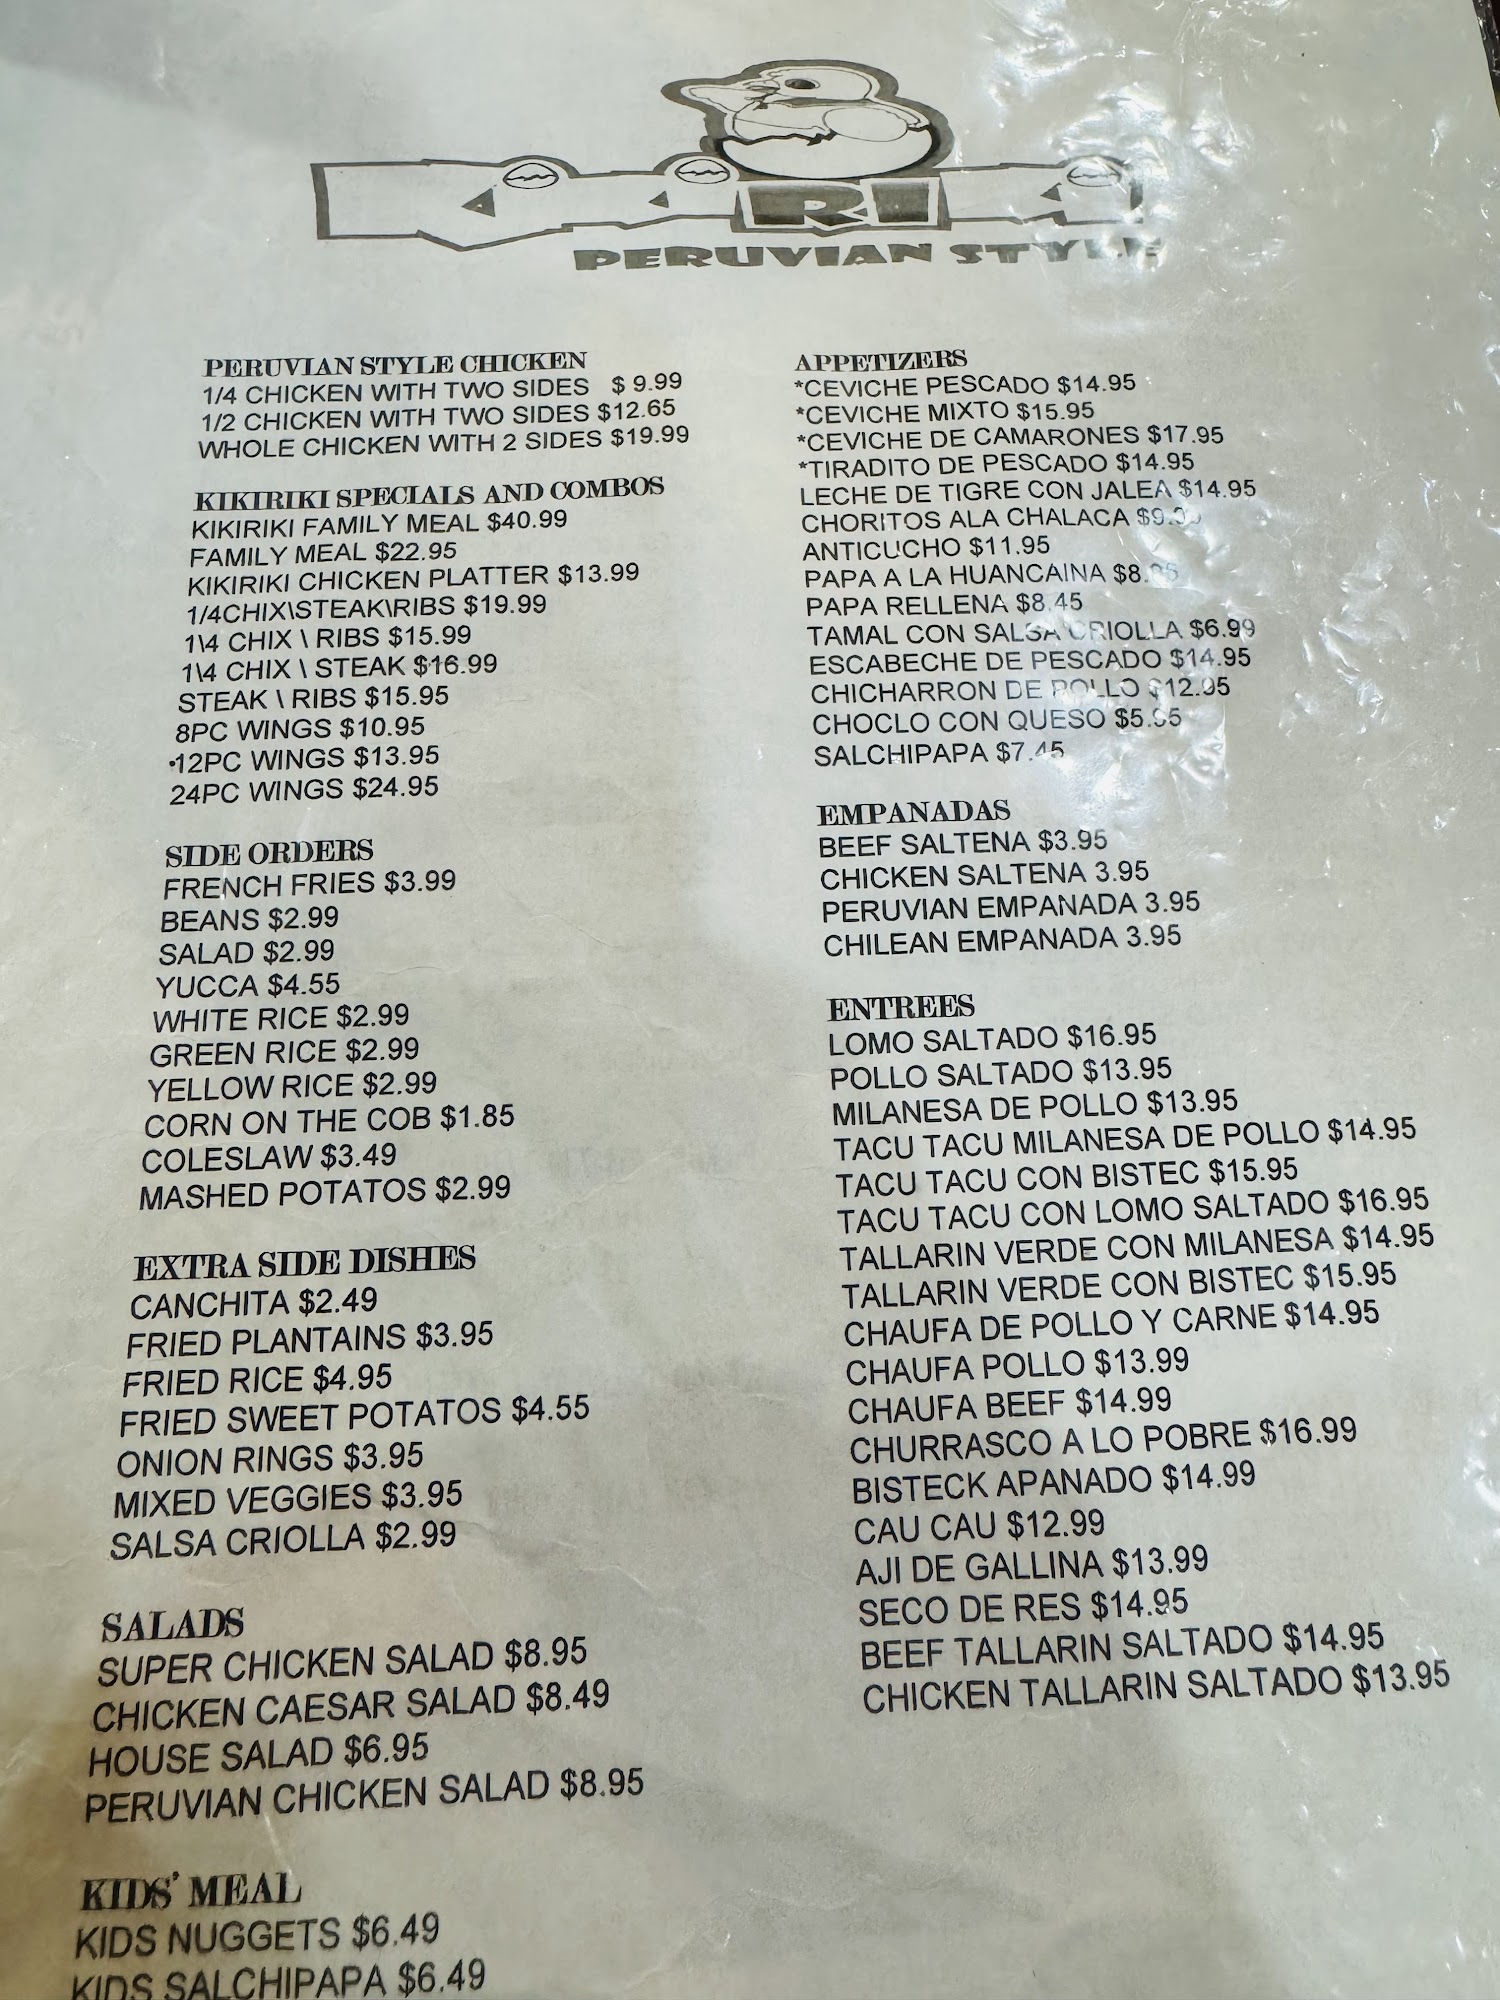 PERUVIAN STYLE
PERUVIAN STYLE CHICKEN
1/4 CHICKEN WITH TWO SIDES $ 9.99
1/2 CHICKEN WITH TWO SIDES $12.65
WHOLE CHICKEN WITH 2 SIDES $19.99
KIKIRIKI SPECIALS AND COMBOS
KIKIRIKI FAMILY MEAL $40.99
FAMILY MEAL $22.95
KIKIRIKI CHICKEN PLATTER $13.99
1/4CHIX\STEAK\RIBS $19.99
1\4 CHIX \ RIBS $15.99
1\4 CHIX \ STEAK $16.99
STEAK \ RIBS $15.95
8PC WINGS $10.95
12PC WINGS $13.95
24PC WINGS $24.95
SIDE ORDERS
FRENCH FRIES $3.99
BEANS $2.99
SALAD $2.99
YUCCA $4.55
WHITE RICE $2.99
GREEN RICE $2.99
YELLOW RICE $2.99
CORN ON THE COB $1.85
COLESLAW $3.49
MASHED POTATOS $2.99
EXTRA SIDE DISHES
CANCHITA $2.49
FRIED PLANTAINS $3.95
FRIED RICE $4.95
FRIED SWEET POTATOS $4.55
ONION RINGS $3.95
MIXED VEGGIES $3.95
SALSA CRIOLLA $2.99
SALADS
SUPER CHICKEN SALAD $8.95
CHICKEN CAESAR SALAD $8.49
HOUSE SALAD $6.95
PERUVIAN CHICKEN SALAD $8.95
KIDS' MEAL
KIDS NUGGETS $6.49
KIDS SALCHIPAPA $6.49
APPETIZERS
*CEVICHE PESCADO $14.95
*CEVICHE MIXTO $15.95
*CEVICHE DE CAMARONES $17.95
*TIRADITO DE PESCADO $14.95
LECHE DE TIGRE CON JALEA $14.95
CHORITOS ALA CHALACA
ANTICUCHO $11.95
PAPA A LA HUANCAINA
PAPA RELLENA $8.45
TAMAL CON SALSA CRIOLLA $6.99
ESCABECHE DE PESCADO $14.95
CHICHARRON DE POLLO $12.95
CHOCLO CON QUESO
SALCHIPAPA $7.45
EMPANADAS
BEEF SALTENA $3.95
CHICKEN SALTENA 3.95
PERUVIAN EMPANADA 3.95
CHILEAN EMPANADA 3.95
ENTREES
LOMO SALTADO $16.95
POLLO SALTADO $13.95
MILANESA DE POLLO $13.95
TACU TACU MILANESA DE POLLO $14.95
TACU TACU CON BISTEC $15.95
TACU TACU CON LOMO SALTADO $16.95
TALLARIN VERDE CON MILANESA $14.95
TALLARIN VERDE CON BISTEC $15.95
CHAUFA DE POLLO Y CARNE $14.95
CHAUFA POLLO $13.99
CHAUFA BEEF $14.99
CHURRASCO A LO POBRE $16.99
BISTECK APANADO $14.99
CAU CAU $12.99
AJI DE GALLINA $13.99
SECO DE RES $14.95
BEEF TALLARIN SALTADO $14.95
CHICKEN TALLARIN SALTADO $13.95